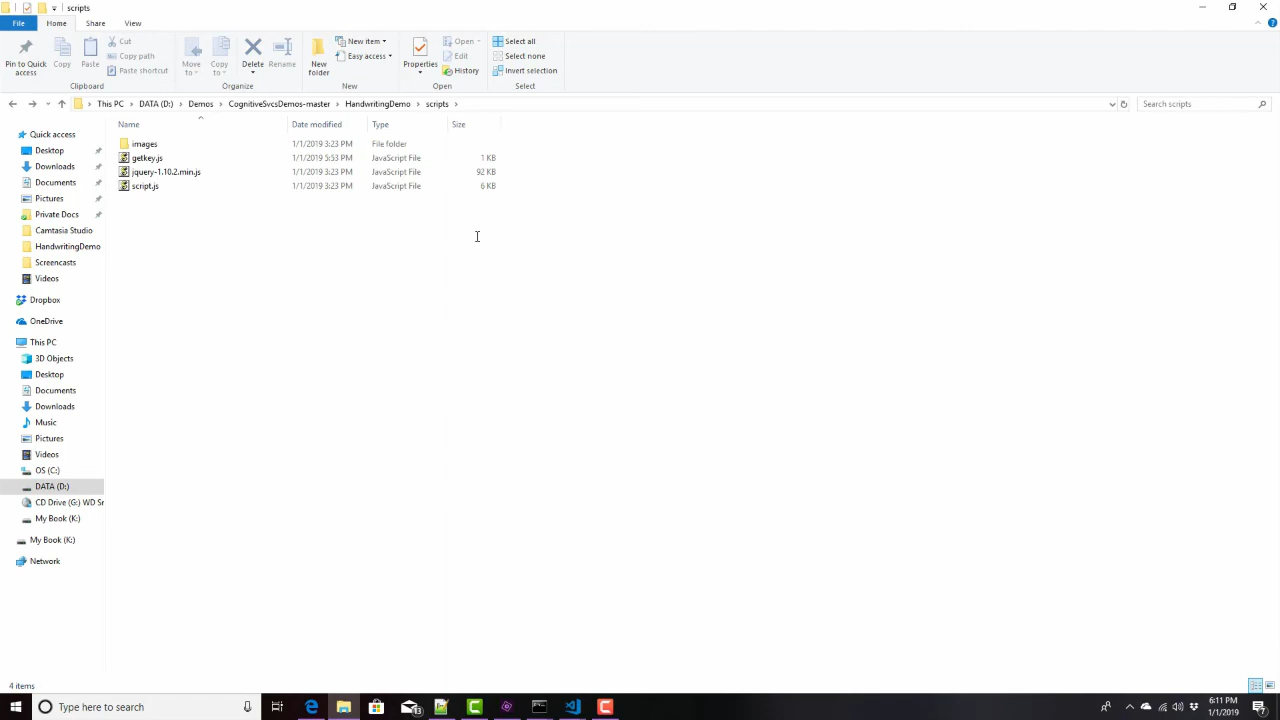 scripts
File Home Share View
Pin to Quick access
Copy
Paste
Cut
Copy path
Paste shortcut
Clipboard
Move to
Copy to
Delete
Rename
Organize
New folder
New item
Easy access
New
Properties
Open
Edit
History
Open
Select all
Select none
Invert selection
Select
This PC DATA (D:) Demos CognitiveSvcsDemos-master HandwritingDemo scripts
Search scripts
Name Date modified Type Size
images 1/1/2019 3:23 PM File folder
getkey.js 1/1/2019 5:53 PM JavaScript File 1 KB
jquery-1.10.2.min.js 1/1/2019 3:23 PM JavaScript File 92 KB
script.js 1/1/2019 3:23 PM JavaScript File 6 KB
Quick access
Desktop
Downloads
Documents
Pictures
Private Docs
Camtasia Studio
HandwritingDemo
Screencasts
Videos
Dropbox
OneDrive
This PC
3D Objects
Desktop
Documents
Downloads
Music
Pictures
Videos
OS (C:)
DATA (D:)
CD Drive (G:) WD Sr
My Book (K:)
My Book (K:)
Network
4 items
Type here to search
13
6:11 PM
1/1/2019
7